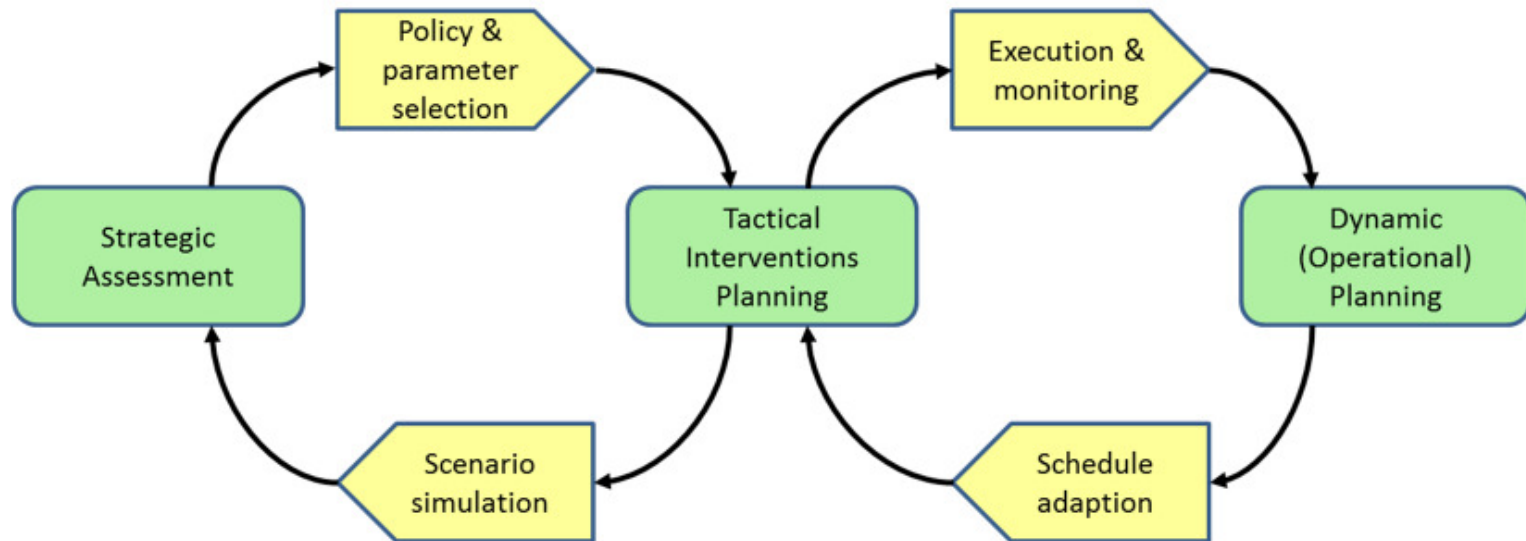 Policy &
parameter
selection
Execution &
monitoring
Strategic
Assessment
Tactical
Interventions
Planning
Dynamic
(Operational)
Planning
Scenario
simulation
Schedule
adaption